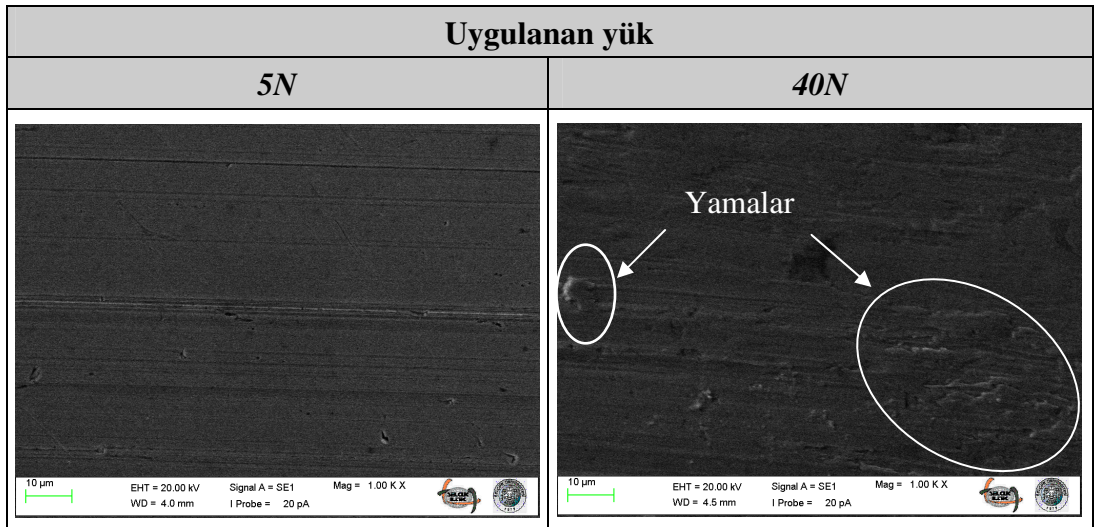 Uygulanan yük
5N
40N
Yamalar
10 µm
EHT = 20.00 kV
Signal A = SE1
Mag = 1.00 K X
WD = 4.0 mm
I Probe = 20 pA
10 µm
EHT = 20.00 kV
Signal A = SE1
Mag = 1.00 K X
WD = 4.5 mm
I Probe = 20 pA